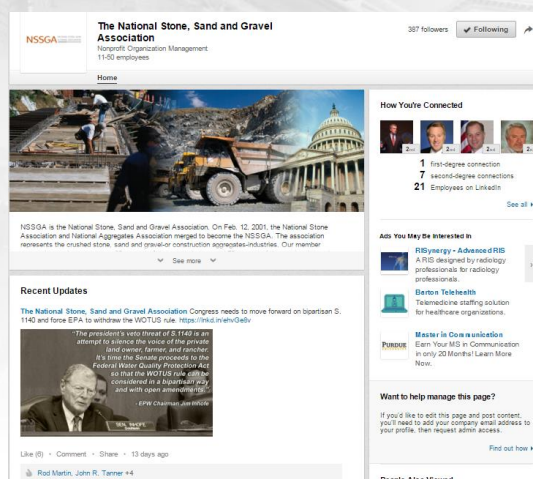 NSSGA
The National Stone, Sand and Gravel
Association
Nonprofit Organization Management
11-50 employees
387 followers
Following
Home
NSSGA is the National Stone, Sand and Gravel Association. On Feb. 12, 2001, the National Stone
Association and National Aggregates Association merged to become the NSSGA. The association
represents the crushed stone, sand and gravel-or construction aggregates-industries. Our member
See more
Recent Updates
The National Stone, Sand and Gravel Association Congress needs to move forward on bipartisan S.
1140 and force EPA to withdraw the WOTUS rule.
"The president's veto threat of S.1140 is an
attempt to silence the voice of the private
land owner, farmer, and rancher.
It's time the Senate proceeds to the
Federal Water Quality Protection Act
so that the WOTUS rule can be
considered in a bipartisan way
and with open amendments."
- EPW Chairman Jim Inhofe
Like (6) · Comment · Share · 13 days ago
Rod Martin, John R. Tanner +4
How You're Connected
2nd 2nd 2nd
1 first-degree connection
7 second-degree connections
21 Employees on LinkedIn
See all
Ads You May Be Interested In
RISynergy - Advanced RIS
A RIS designed by radiology
professionals for radiology
professionals.
Barton Telehealth
Telemedicine staffing solution
for healthcare organizations.
PURDUE
Master in Communication
Earn Your MS in Communication
in only 20 Months! Learn More
Now.
Want to help manage this page?
If you'd like to edit this page and post content,
you'll need to add your company email address to
your profile, then request admin access.
Find out how
People Also Viewed